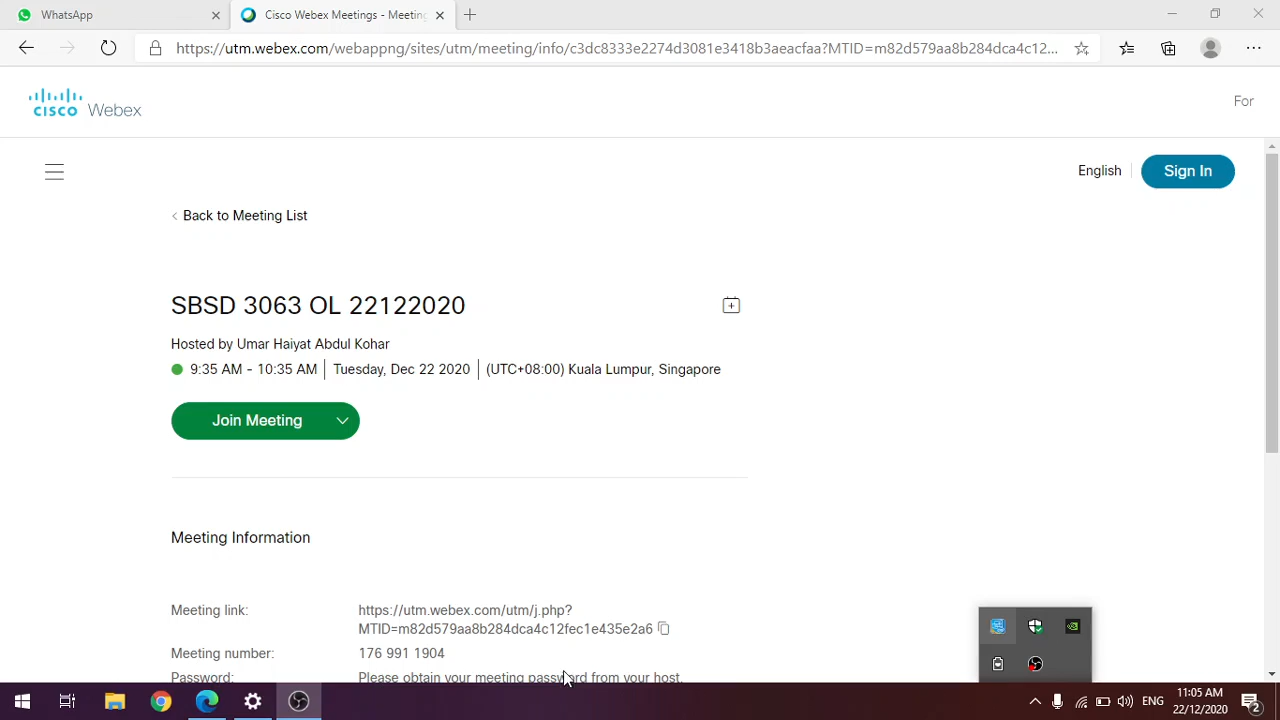 WhatsApp
Cisco Webex Meetings - Meeting
https://utm.webex.com/webappng/sites/utm/meeting/info/c3dc8333e2274d3081e3418b3aeacfaa?MTID=m82d579aa8b284dca4c12...
CISCO Webex
For
English
Sign In
Back to Meeting List
SBSD 3063 OL 22122020
Hosted by Umar Haiyat Abdul Kohar
9:35 AM - 10:35 AM | Tuesday, Dec 22 2020 | (UTC+08:00) Kuala Lumpur, Singapore
Join Meeting
Meeting Information
Meeting link: https://utm.webex.com/utm/j.php?
MTID=m82d579aa8b284dca4c12fec1e435e2a6
Meeting number: 176 991 1904
Password: Please obtain your meeting password from your host.
ENG
11:05 AM
22/12/2020
2